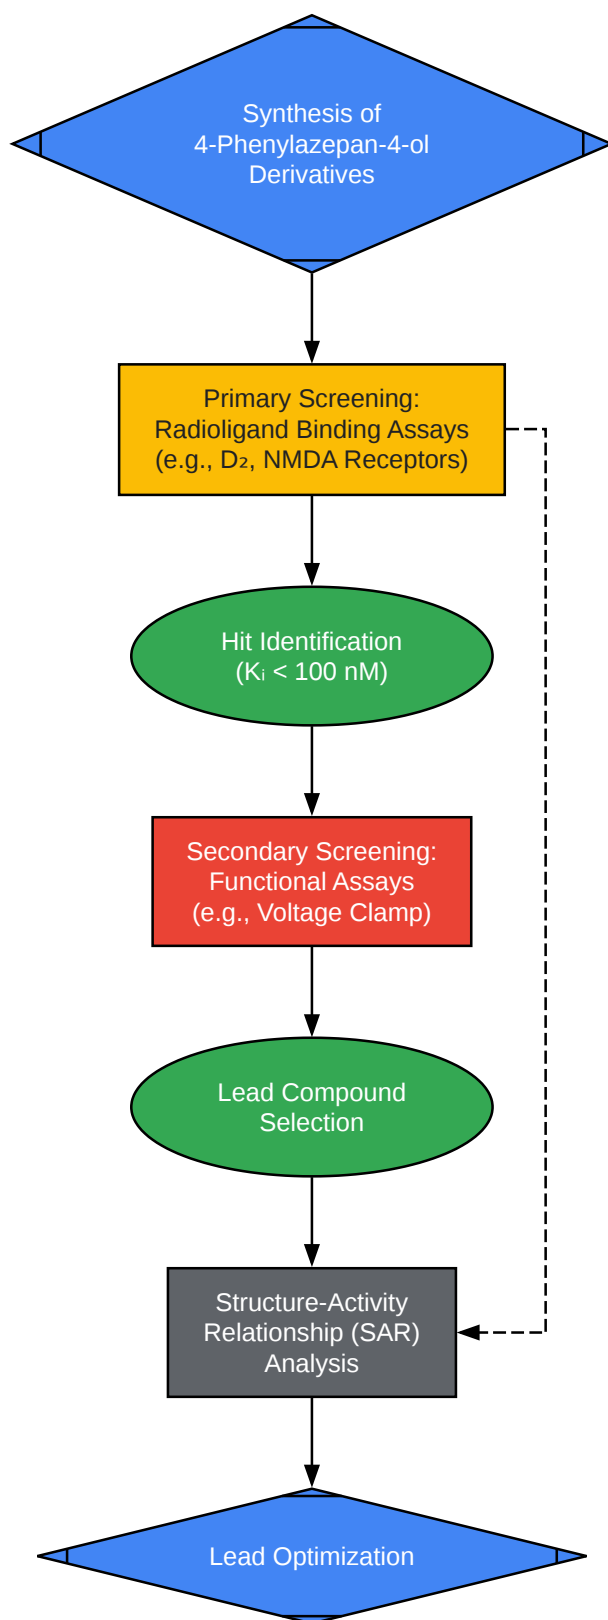 Synthesis of
4-Phenylazepan-4-ol
Derivatives
Primary Screening:
Radioligand Binding Assays
(e.g., D₂, NMDA Receptors)
Hit Identification
(Kᵢ < 100 nM)
Secondary Screening:
Functional Assays
(e.g., Voltage Clamp)
Lead Compound
Selection
Structure-Activity
Relationship (SAR)
Analysis
Lead Optimization